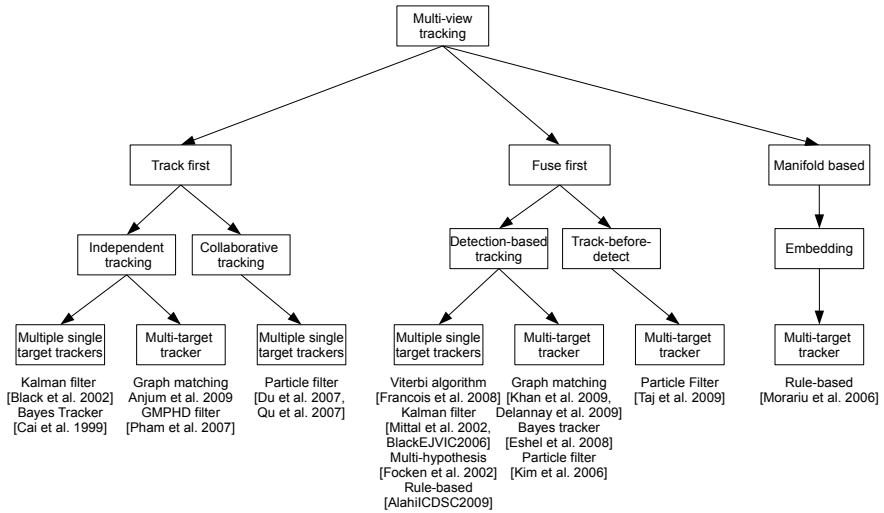 Multi-view
tracking
Track first
Fuse first
Manifold based
Independent
tracking
Collaborative
tracking
Detection-based
tracking
Track-before-
detect
Embedding
Multiple single
target trackers
Multi-target
tracker
Multiple single
target trackers
Multiple single
target trackers
Multi-target
tracker
Multi-target
tracker
Multi-target
tracker
Kalman filter
[Black et al. 2002]
Bayes Tracker
[Cai et al. 1999]
Graph matching
Anjum et al. 2009
GMPHD filter
[Pham et al. 2007]
Particle filter
[Du et al. 2007,
Qu et al. 2007]
Viterbi algorithm
[Francois et al. 2008]
Kalman filter
[Mittal et al. 2002,
BlackEJVIC2006]
Multi-hypothesis
[Focken et al. 2002]
Rule-based
[AlahiICDSC2009]
Graph matching
[Khan et al. 2009,
Delannay et al. 2009]
Bayes tracker
[Eshel et al. 2008]
Particle filter
[Kim et al. 2006]
Particle Filter
[Taj et al. 2009]
Rule-based
[Morariu et al. 2006]